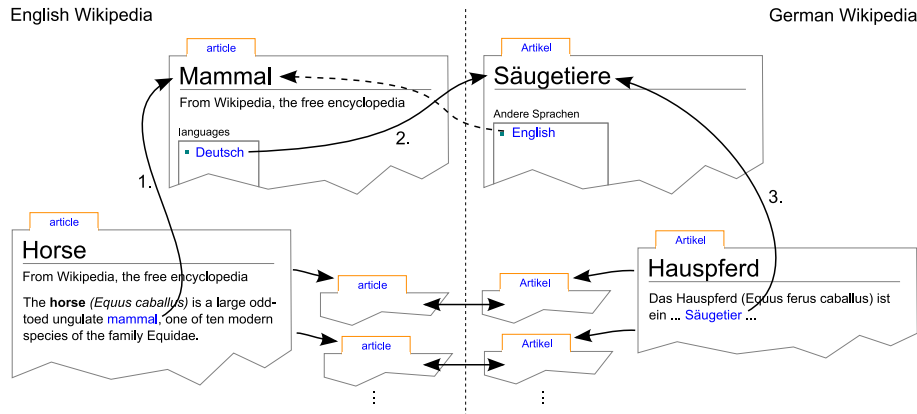 English Wikipedia
German Wikipedia
article
Mammal
From Wikipedia, the free encyclopedia
languages
Deutsch
Artikel
Säugetiere
Andere Sprachen
English
1.
2.
3.
article
Horse
From Wikipedia, the free encyclopedia
The horse (Equus caballus) is a large odd-
toed ungulate mammal, one of ten modern
species of the family Equidae.
article
article
⋮
Artikel
Artikel
⋮
Artikel
Hauspferd
Das Hauspferd (Equus ferus caballus) ist
ein ... Säugetier ...